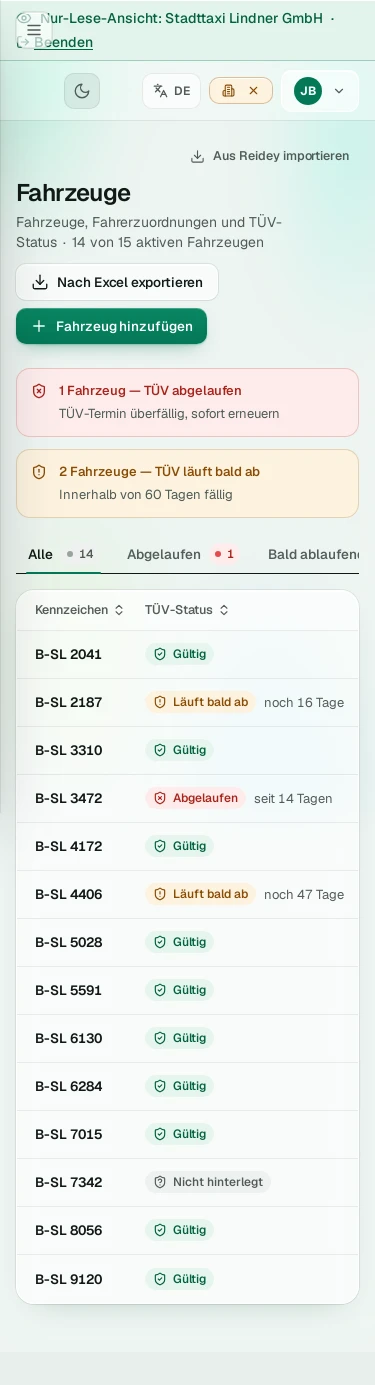 Nur-Lese-Ansicht: Stadttaxi Lindner GmbH ·
Beenden
DE
JB
Aus Reidey importieren
Fahrzeuge
Fahrzeuge, Fahrerzuordnungen und TÜV-
Status · 14 von 15 aktiven Fahrzeugen
Nach Excel exportieren
Fahrzeug hinzufügen
1 Fahrzeug — TÜV abgelaufen
TÜV-Termin überfällig, sofort erneuern
2 Fahrzeuge — TÜV läuft bald ab
Innerhalb von 60 Tagen fällig
Alle 14 Abgelaufen 1 Bald ablaufend
Kennzeichen TÜV-Status
B-SL 2041 Gültig
B-SL 2187 Läuft bald ab noch 16 Tage
B-SL 3310 Gültig
B-SL 3472 Abgelaufen seit 14 Tagen
B-SL 4172 Gültig
B-SL 4406 Läuft bald ab noch 47 Tage
B-SL 5028 Gültig
B-SL 5591 Gültig
B-SL 6130 Gültig
B-SL 6284 Gültig
B-SL 7015 Gültig
B-SL 7342 Nicht hinterlegt
B-SL 8056 Gültig
B-SL 9120 Gültig